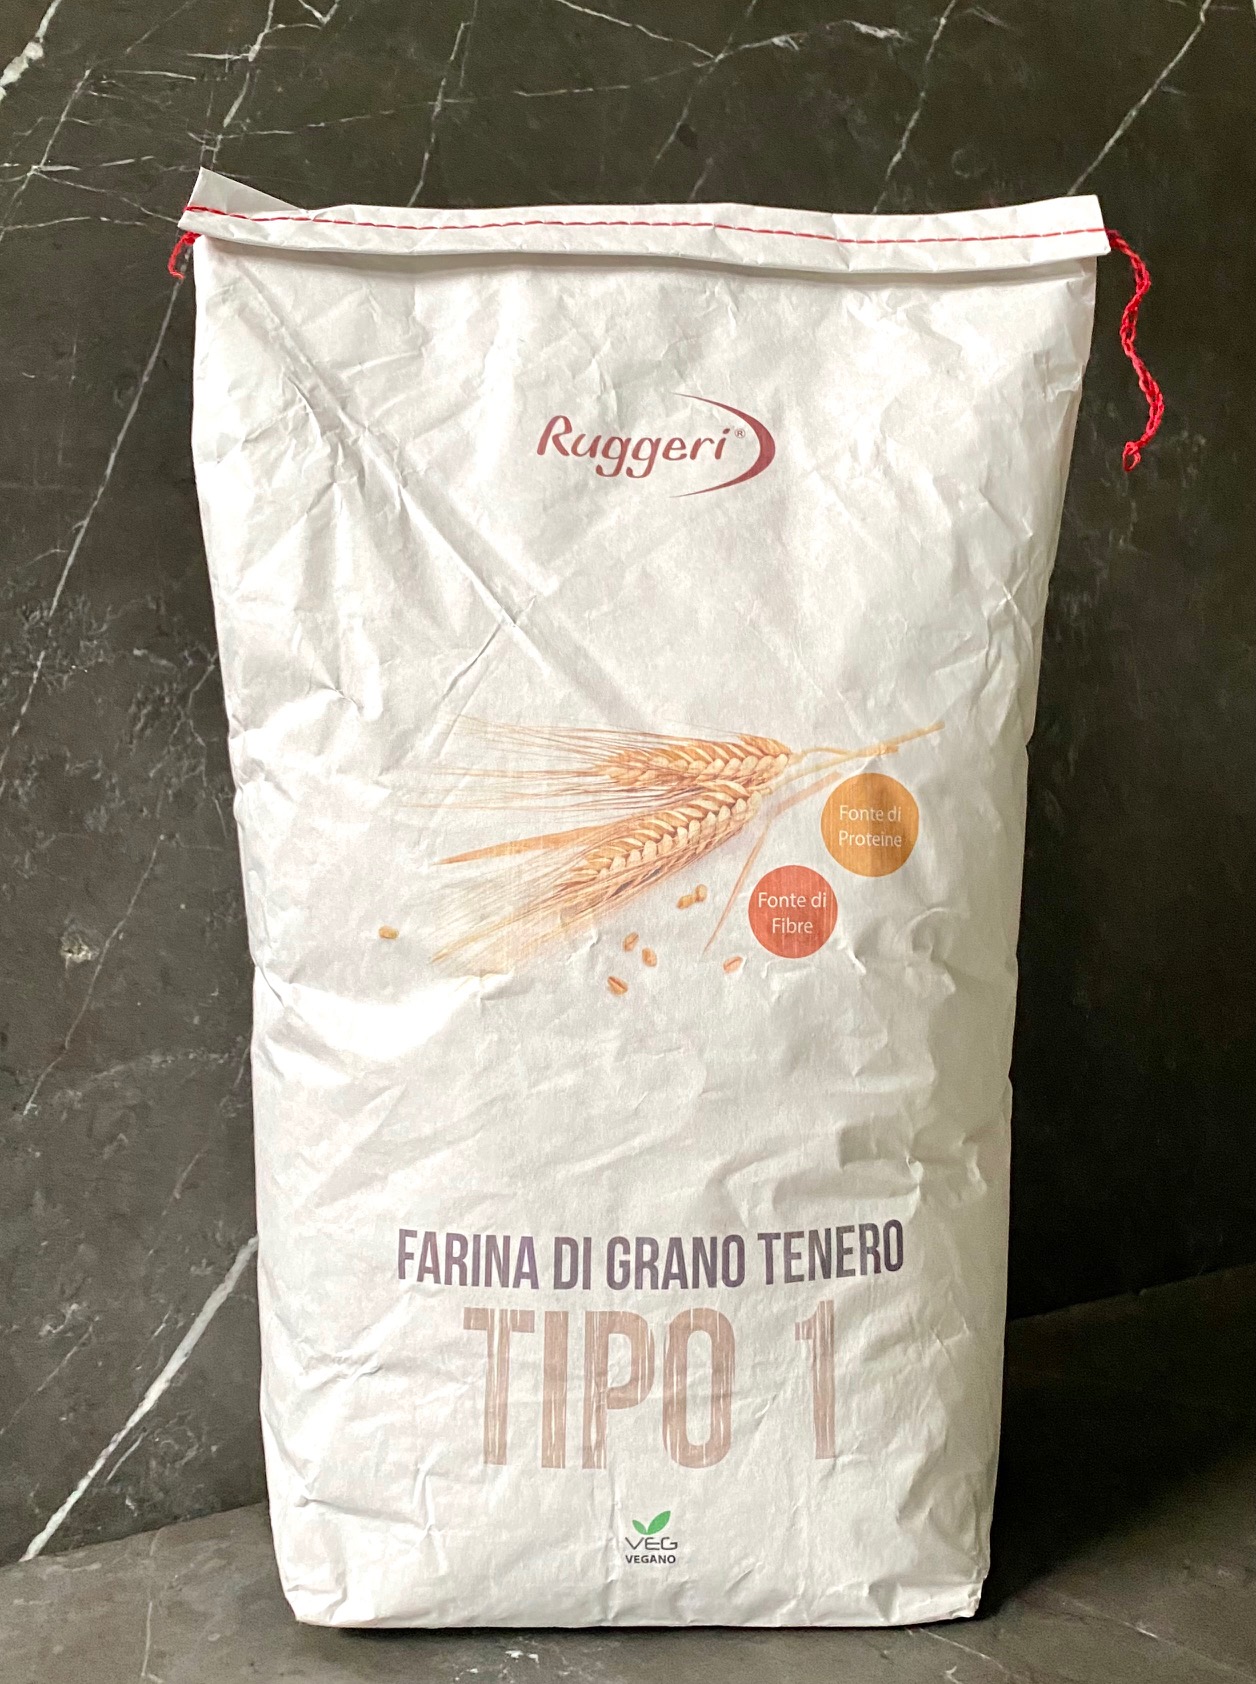 Ruggeri®
Fonte di
Proteine
Fonte di
Fibre
FARINA DI GRANO TENERO
TIPO 1
VEG
VEGANO